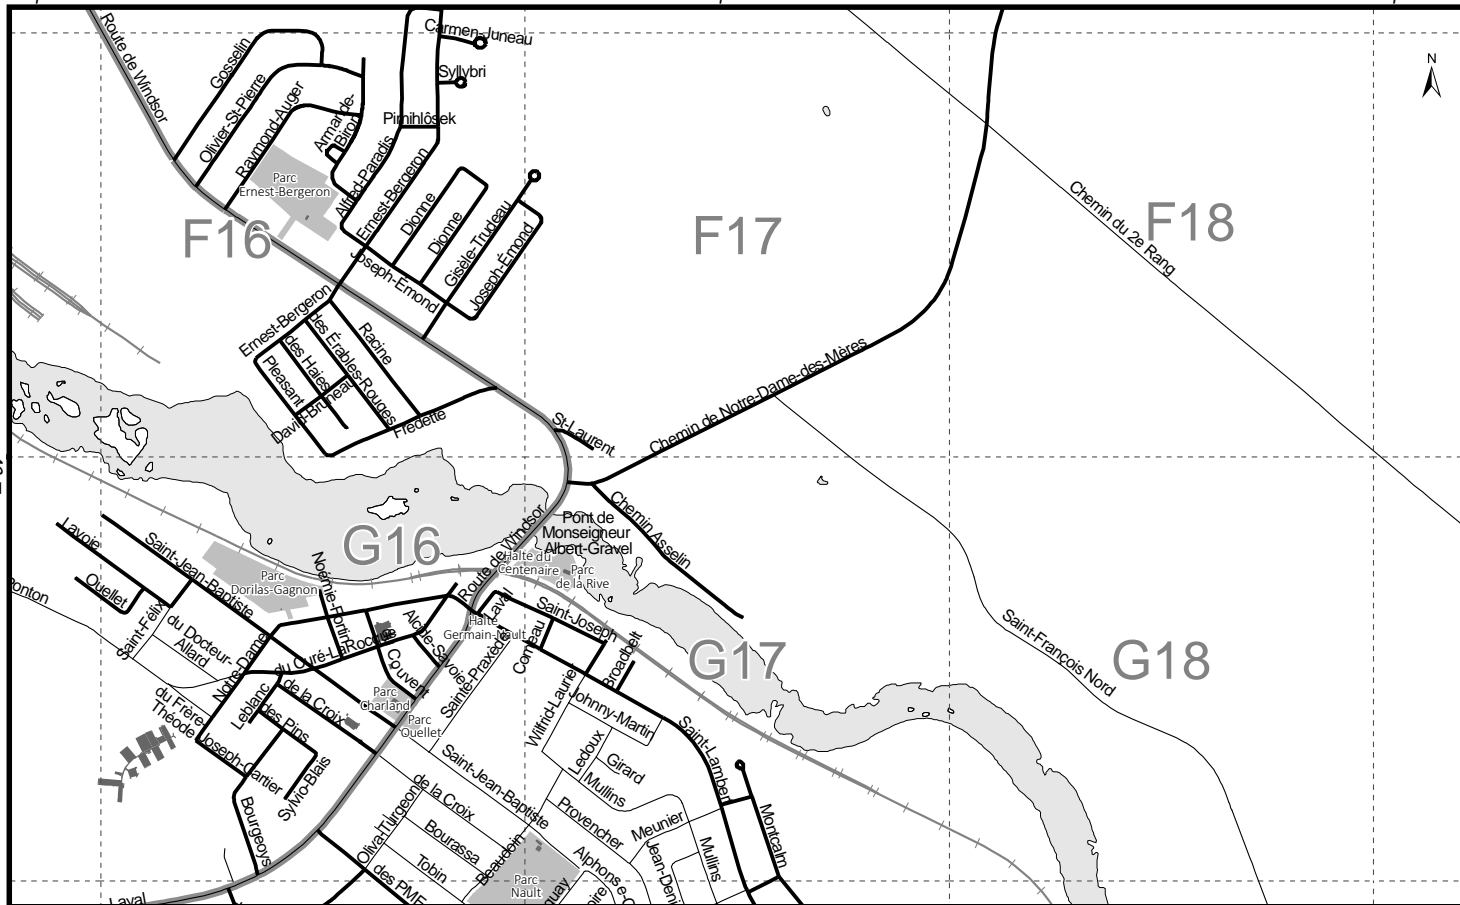 Route de Windsor
Gosselin
Olivier-St-Pierre
Raymond-Auger
Armand-de-
Biron
Carmen-Juneau
Syllybri
Pimihlôsek
Alfred-Paradis
Ernest-Bergeron
Parc
Ernest-Bergeron
Dionne
Dionne
Gisèle-Trudeau
Joseph-Émond
Joseph-Émond
F16
F17
F18
N
Chemin du 2e Rang
Ernest-Bergeron
des Érables-Rouges
des Haies
Pleasant
Racine
David-Bruneau
Fredette
St-Laurent
Chemin de Notre-Dame-des-Mères
Chemin Asselin
Route de Windsor
Pont de
Monseigneur
Albert-Gravel
Halte du
Centenaire
Parc
de la Rive
G16
G17
G18
Lavoie
Saint-Jean-Baptiste
Ouellet
Saint-Félix
du Docteur-
Allard
Parc
Dorilas-Gagnon
Noémie-Fortin
Notre-Dame
du Curé-LaRocque
Alcide-Savoie
Couvent
Laval
Halte
Germain-Nault
Saint-Joseph
Sainte-Praxède
Comeau
Broadbelt
Wilfrid-Laurier
Johnny-Martin
Saint-François Nord
du Frère-
Théode
Leblanc
de la Croix
des Pins
Parc
Charland
Parc
Ouellet
Joseph-Cartier
Sylvio-Blais
Bourgeoys
Saint-Jean-Baptiste
de la Croix
Oliva-Turgeon
Bourassa
Tobin
des PME
Beaudoin
Parc
Nault
Provencher
Ledoux
Girard
Mullins
Meunier
Mullins
Saint-Lambert
Montcalm
Laval